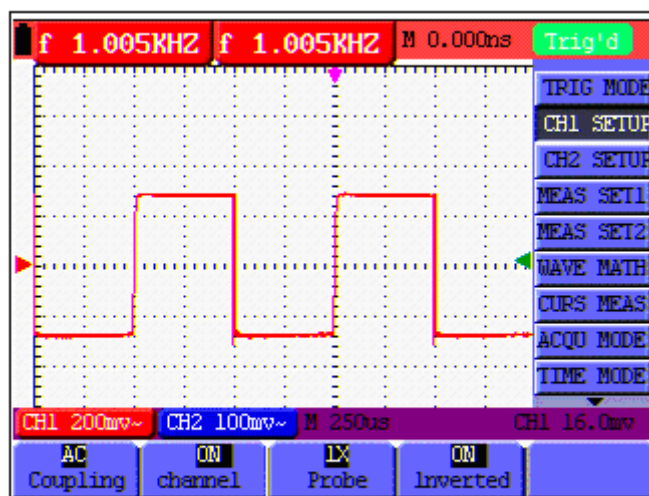 f 1.005KHZ f 1.005KHZ M 0.000ns Trig'd
TRIG MODE
CH1 SETUP
CH2 SETUP
MEAS SET1
MEAS SET2
WAVE MATH
CURS MEAS
ACQU MODE
TIME MODE
CH1 200mv~ CH2 100mv~ M 250us CH1 16.0mv
AC ON 1X ON
Coupling channel Probe Inverted